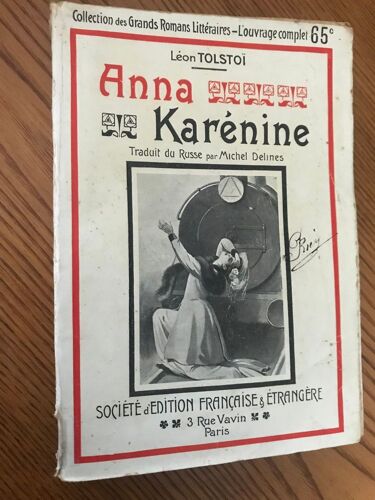 Collection des Grands Romans Littéraires – L'ouvrage complet 65c
Léon TOLSTOÏ
Anna
Karénine
Traduit du Russe par Michel Delines
SOCIÉTÉ d'EDITION FRANÇAISE & ÉTRANGÈRE
3 Rue Vavin
Paris